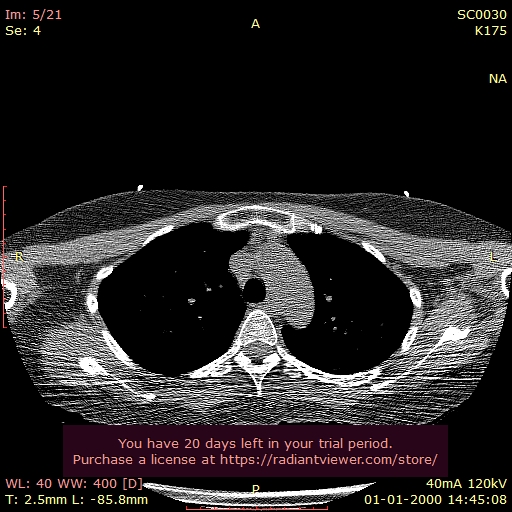 Im: 5/21
Se: 4
A
SC0030
K175
NA
R
L
You have 20 days left in your trial period.
Purchase a license at https://radiantviewer.com/store/
WL: 40 WW: 400 [D]
T: 2.5mm L: -85.8mm
P
40mA 120kV
01-01-2000 14:45:08